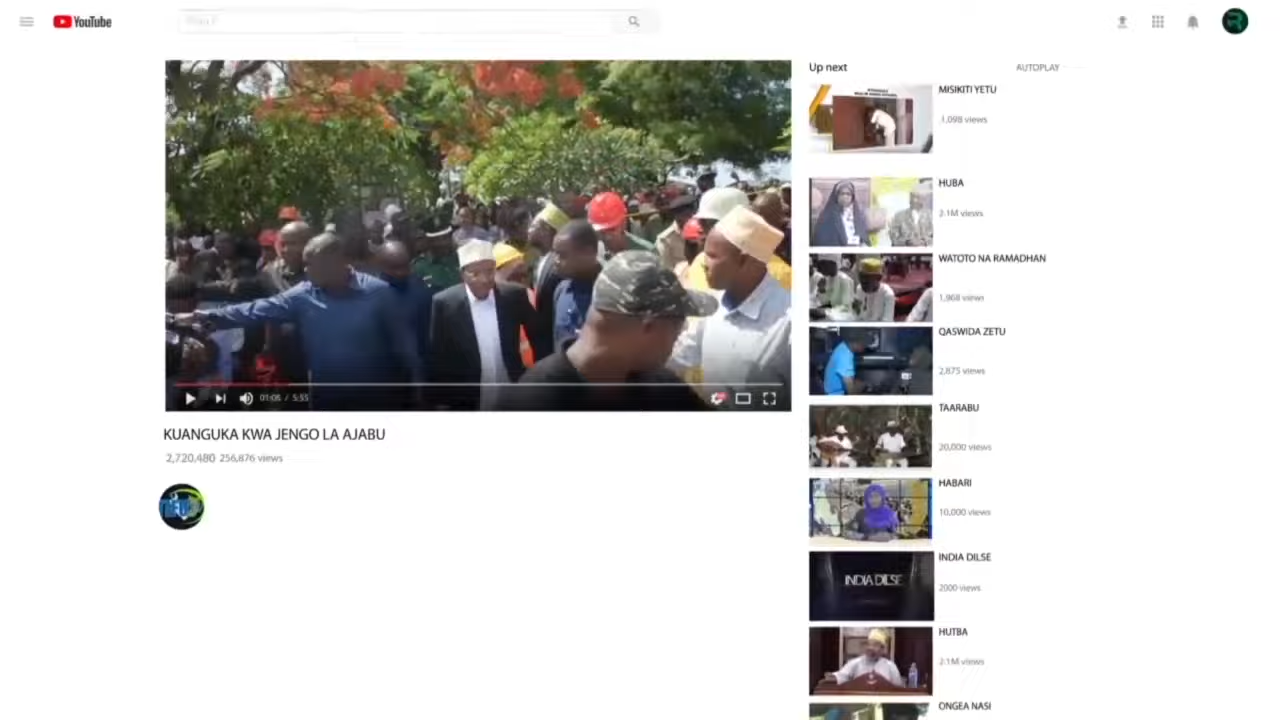 YouTube
Up next
AUTOPLAY
MISIKITI YETU
1,098 views
HUBA
2.1M views
WATOTO NA RAMADHAN
1,868 views
QASWIDA ZETU
2,875 views
01:06 / 5:55
TAARABU
20,000 views
KUANGUKA KWA JENGO LA AJABU
2,720,480 256,876 views
HABARI
10,000 views
INDIA DILSE
INDIA DILSE
2000 views
HUTBA
2.1M views
ONGEA NASI